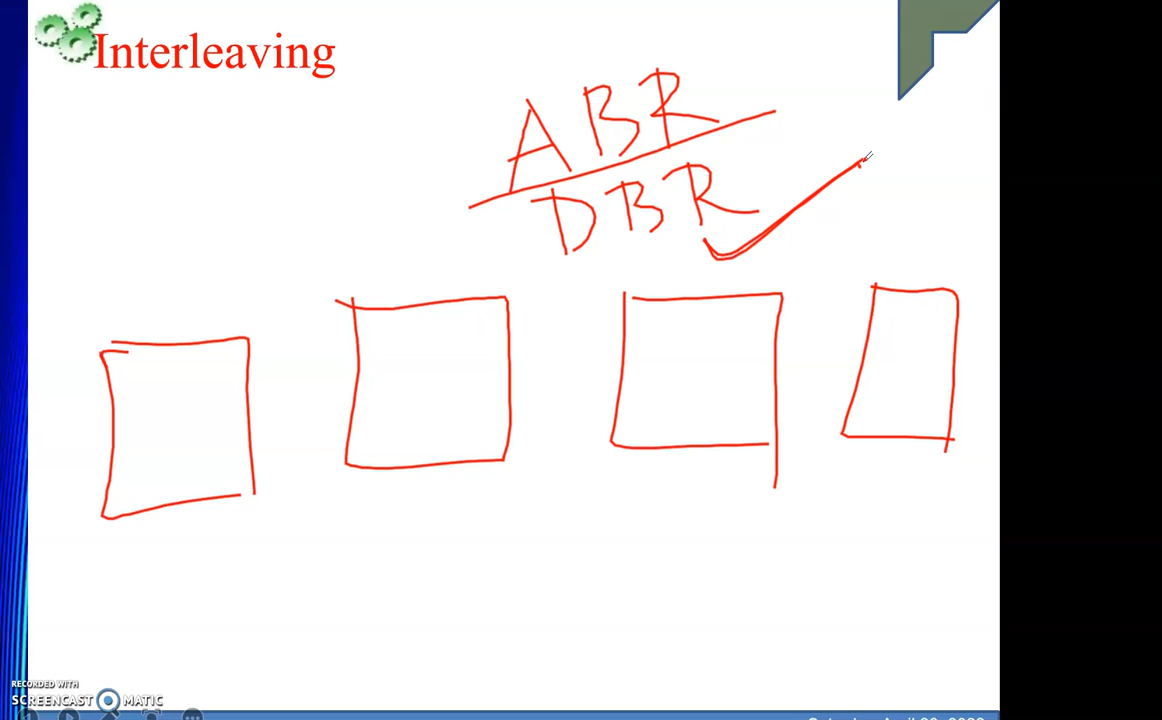 Interleaving
ABR
DBR
RECORDED WITH
SCREENCAST MATIC